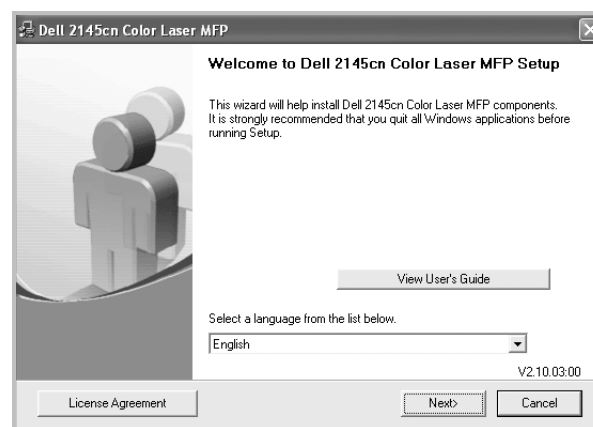 Dell 2145cn Color Laser MFP
Welcome to Dell 2145cn Color Laser MFP Setup
This wizard will help install Dell 2145cn Color Laser MFP components.
It is strongly recommended that you quit all Windows applications before
running Setup.
View User's Guide
Select a language from the list below.
English
V2.10.03:00
License Agreement
Next>
Cancel